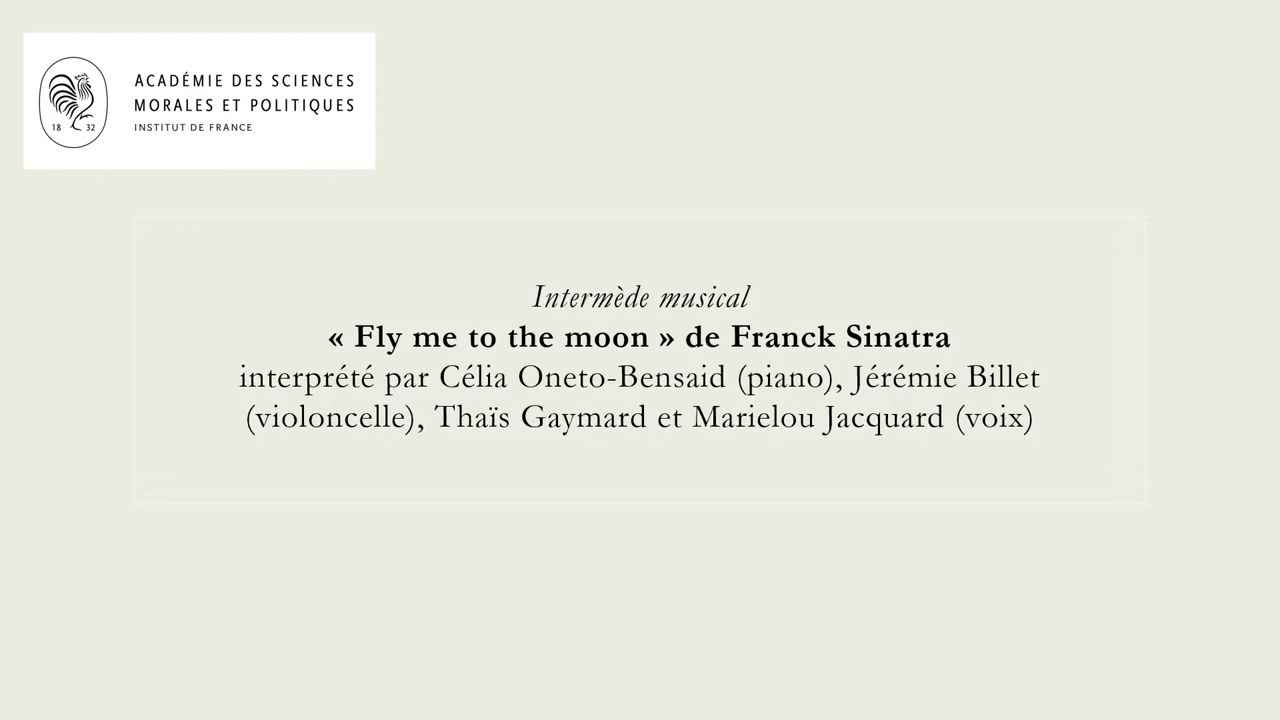 ACADÉMIE DES SCIENCES
MORALES ET POLITIQUES
INSTITUT DE FRANCE
18 32
Intermède musical
« Fly me to the moon » de Franck Sinatra
interprété par Célia Oneto-Bensaid (piano), Jérémie Billet
(violoncelle), Thaïs Gaymard et Marielou Jacquard (voix)